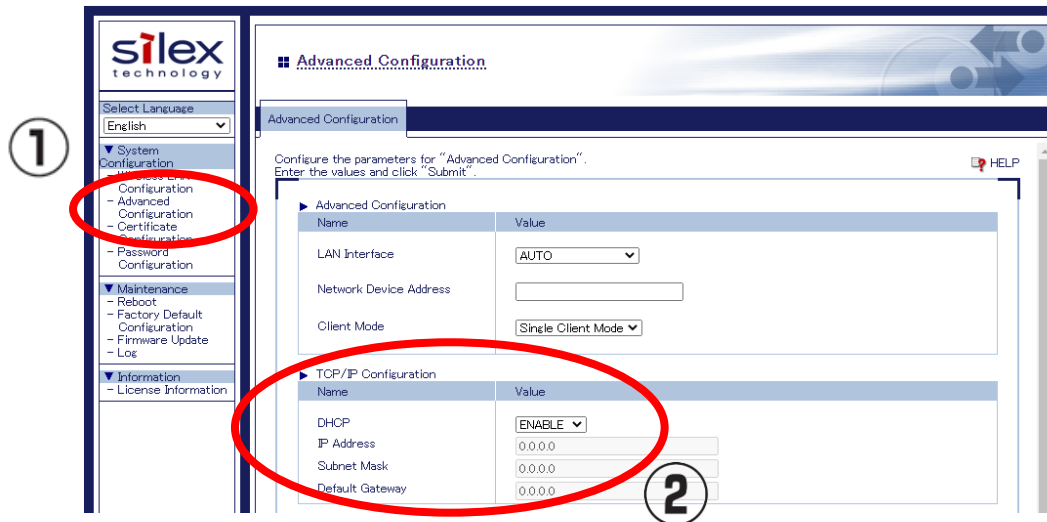 ①
silex
technology
Select Language
English
▼ System
Configuration
- Wireless LAN
Configuration
- Advanced
Configuration
- Certificate
Configuration
- Password
Configuration
▼ Maintenance
- Reboot
- Factory Default
Configuration
- Firmware Update
- Log
▼ Information
- License Information
Advanced Configuration
Advanced Configuration
Configure the parameters for "Advanced Configuration".
Enter the values and click "Submit".
HELP
▶ Advanced Configuration
Name Value
LAN Interface AUTO
Network Device Address
Client Mode Single Client Mode
▶ TCP/IP Configuration
Name Value
DHCP ENABLE
IP Address 0.0.0.0
Subnet Mask 0.0.0.0
Default Gateway 0.0.0.0
②